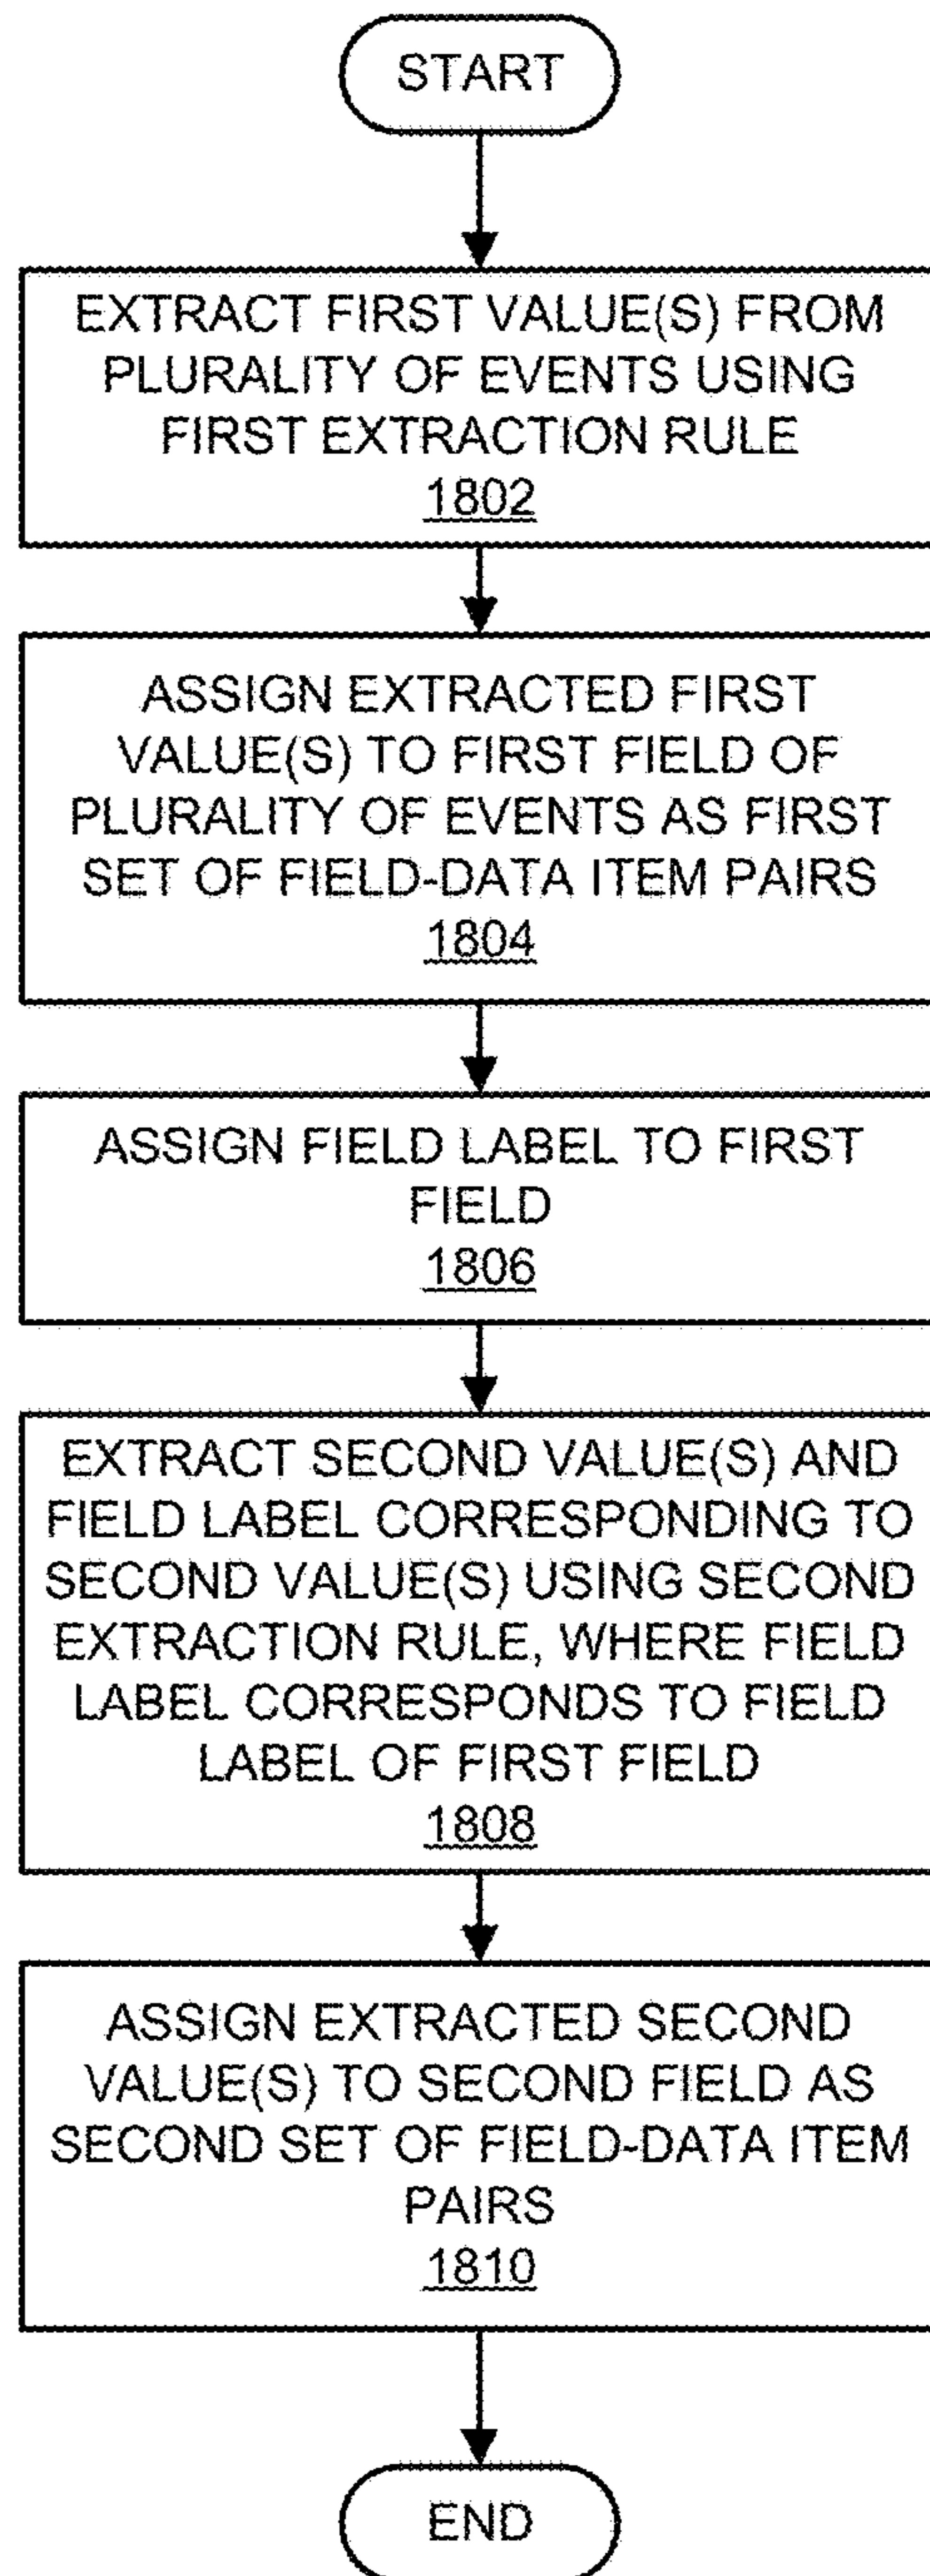 START
EXTRACT FIRST VALUE(S) FROM
PLURALITY OF EVENTS USING
FIRST EXTRACTION RULE
1802
ASSIGN EXTRACTED FIRST
VALUE(S) TO FIRST FIELD OF
PLURALITY OF EVENTS AS FIRST
SET OF FIELD-DATA ITEM PAIRS
1804
ASSIGN FIELD LABEL TO FIRST
FIELD
1806
EXTRACT SECOND VALUE(S) AND
FIELD LABEL CORRESPONDING TO
SECOND VALUE(S) USING SECOND
EXTRACTION RULE, WHERE FIELD
LABEL CORRESPONDS TO FIELD
LABEL OF FIRST FIELD
1808
ASSIGN EXTRACTED SECOND
VALUE(S) TO SECOND FIELD AS
SECOND SET OF FIELD-DATA ITEM
PAIRS
1810
END